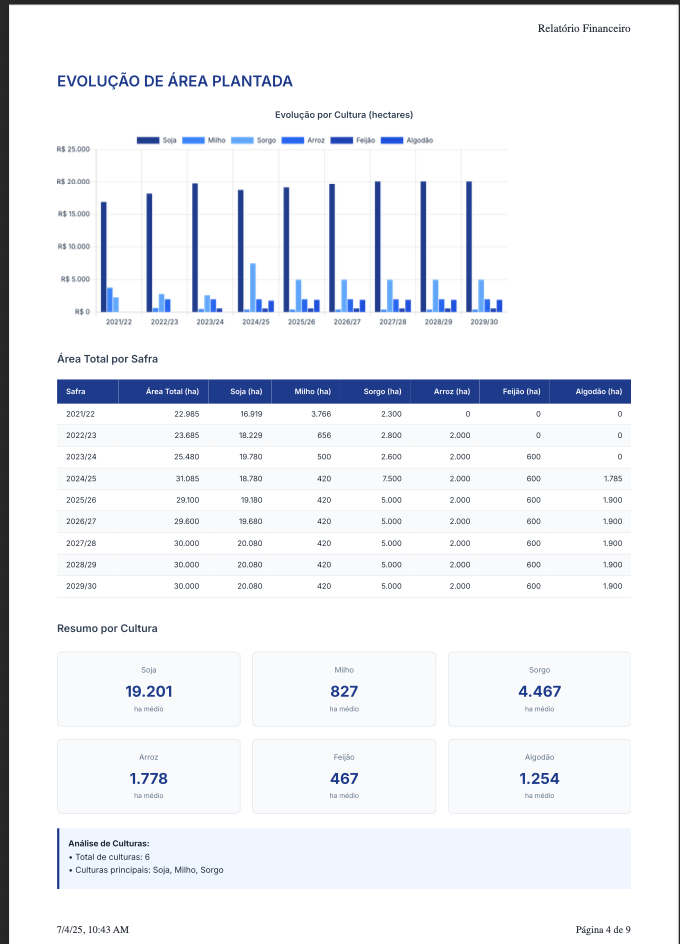 Relatório Financeiro
EVOLUÇÃO DE ÁREA PLANTADA
Evolução por Cultura (hectares)
Soja Milho Sorgo Arroz Feijão Algodão
R$ 25.000
R$ 20.000
R$ 15.000
R$ 10.000
R$ 5.000
R$ 0
2021/22 2022/23 2023/24 2024/25 2025/26 2026/27 2027/28 2028/29 2029/30
Área Total por Safra
Safra Área Total (ha) Soja (ha) Milho (ha) Sorgo (ha) Arroz (ha) Feijão (ha) Algodão (ha)
2021/22 22.985 16.919 3.766 2.300 0 0 0
2022/23 23.685 18.229 656 2.800 2.000 0 0
2023/24 25.480 19.780 500 2.600 2.000 600 0
2024/25 31.085 18.780 420 7.500 2.000 600 1.785
2025/26 29.100 19.180 420 5.000 2.000 600 1.900
2026/27 29.600 19.680 420 5.000 2.000 600 1.900
2027/28 30.000 20.080 420 5.000 2.000 600 1.900
2028/29 30.000 20.080 420 5.000 2.000 600 1.900
2029/30 30.000 20.080 420 5.000 2.000 600 1.900
Resumo por Cultura
Soja Milho Sorgo
19.201 827 4.467
ha médio ha médio ha médio
Arroz Feijão Algodão
1.778 467 1.254
ha médio ha médio ha médio
Análise de Culturas:
• Total de culturas: 6
• Culturas principais: Soja, Milho, Sorgo
7/4/25, 10:43 AM Página 4 de 9